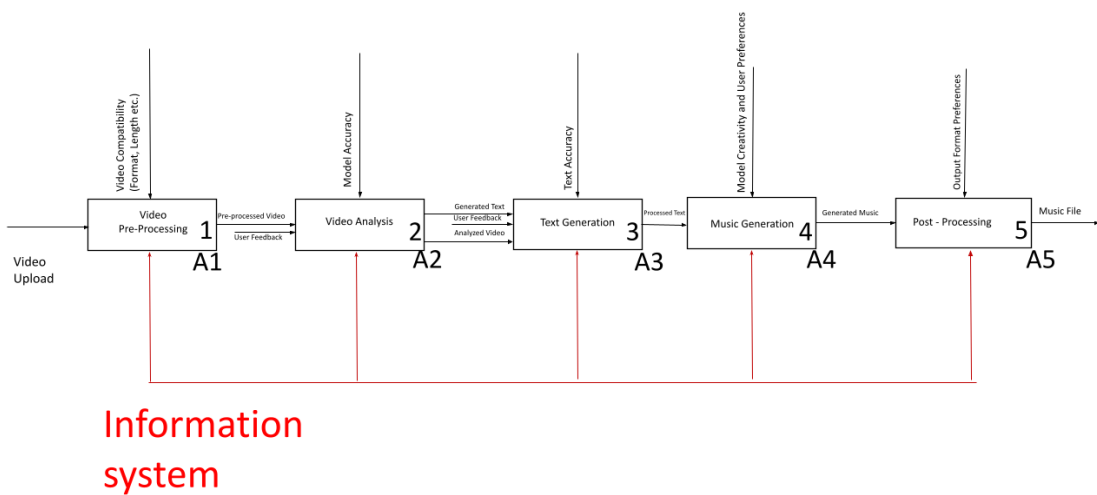 Video Compatibility
(Format, Length etc.)
Model Accuracy
Text Accuracy
Model Creativity and User Preferences
Output Format Preferences
Video Upload
Video
Pre-Processing
1
A1
Pre-processed Video
User Feedback
Video Analysis
2
A2
Generated Text
User Feedback
Analyzed Video
Text Generation
3
A3
Processed Text
Music Generation
4
A4
Generated Music
Post - Processing
5
A5
Music File
Information
system